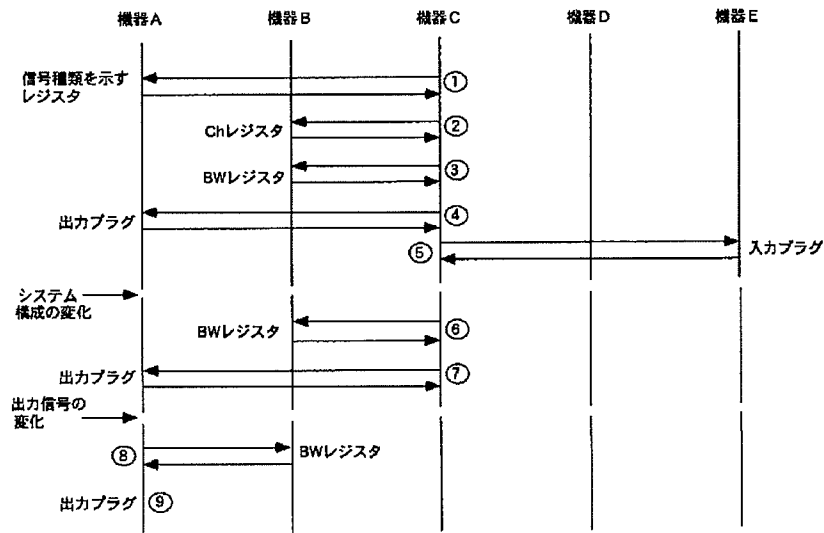 機器A 機器B 機器C 機器D 機器E
信号種類を示す
レジスタ
①
Chレジスタ ②
BWレジスタ ③
出力プラグ ④
⑤ 入力プラグ
システム
構成の変化
BWレジスタ ⑥
出力プラグ ⑦
出力信号の
変化
⑧ BWレジスタ
出力プラグ ⑨